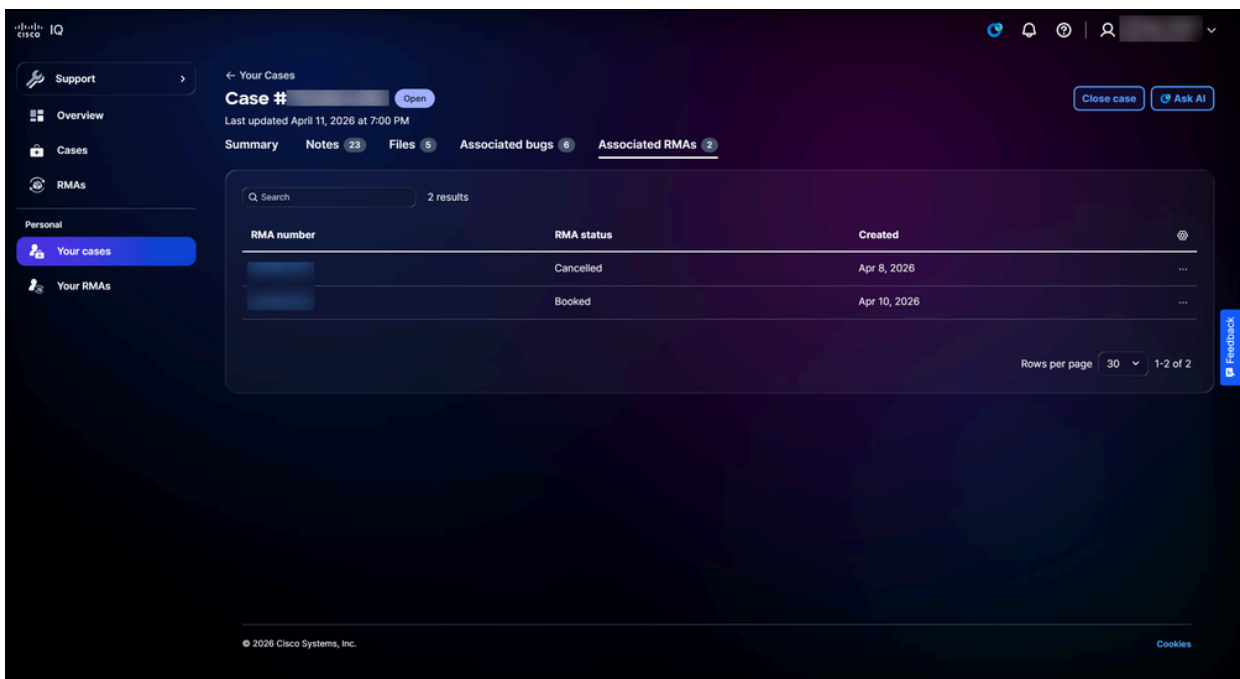 cisco IQ
Support
Overview
Cases
RMAs
Personal
Your cases
Your RMAs
← Your Cases
Case # Open
Last updated April 11, 2026 at 7:00 PM
Close case Ask AI
Summary Notes 23 Files 5 Associated bugs 6 Associated RMAs 2
Search 2 results
RMA number RMA status Created
Cancelled Apr 8, 2026 ...
Booked Apr 10, 2026 ...
Rows per page 30 1-2 of 2
Feedback
© 2026 Cisco Systems, Inc. Cookies